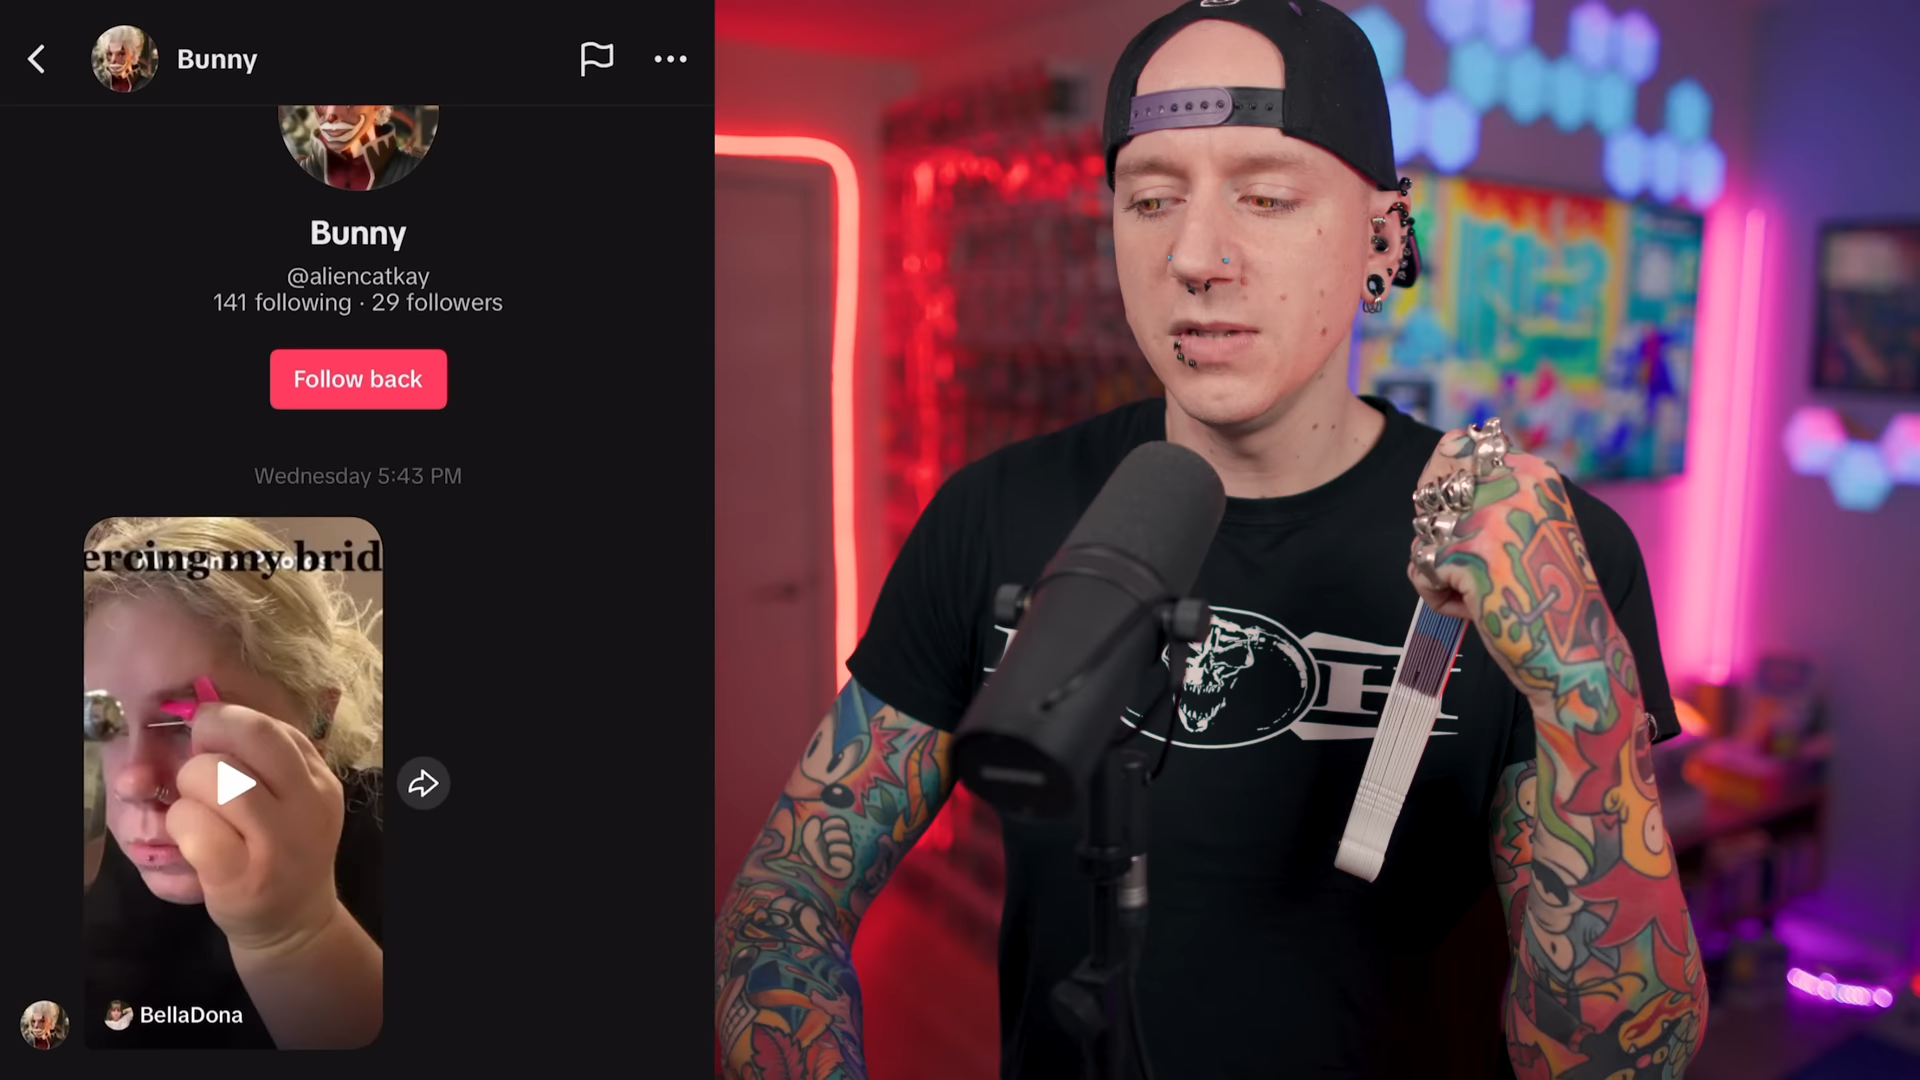 Bunny
Bunny
@aliencatkay
141 following · 29 followers
Follow back
Wednesday 5:43 PM
ercing my brid
BellaDona